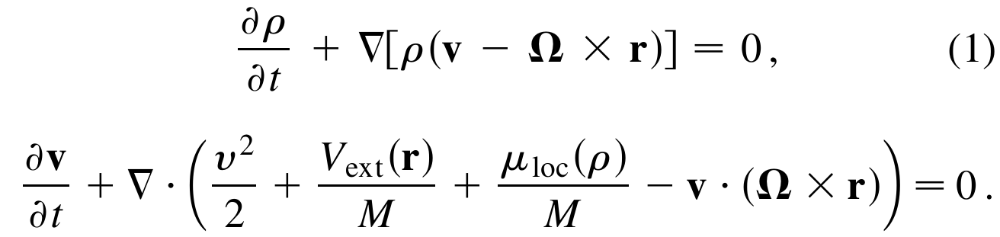 ∂ρ/∂t + ∇[ρ(v − Ω × r)] = 0, (1)
∂v/∂t + ∇ · (υ²/2 + V_ext(r)/M + μ_loc(ρ)/M − v · (Ω × r)) = 0.